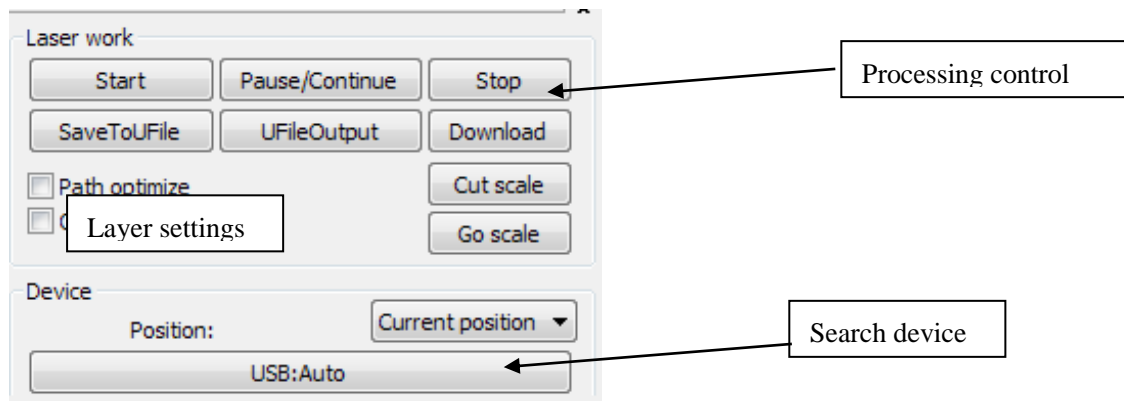 Laser work
Start Pause/Continue Stop
Processing control
SaveToUFile UFileOutput Download
Path optimize Cut scale
Layer settings
Go scale
Device
Position: Current position
Search device
USB:Auto